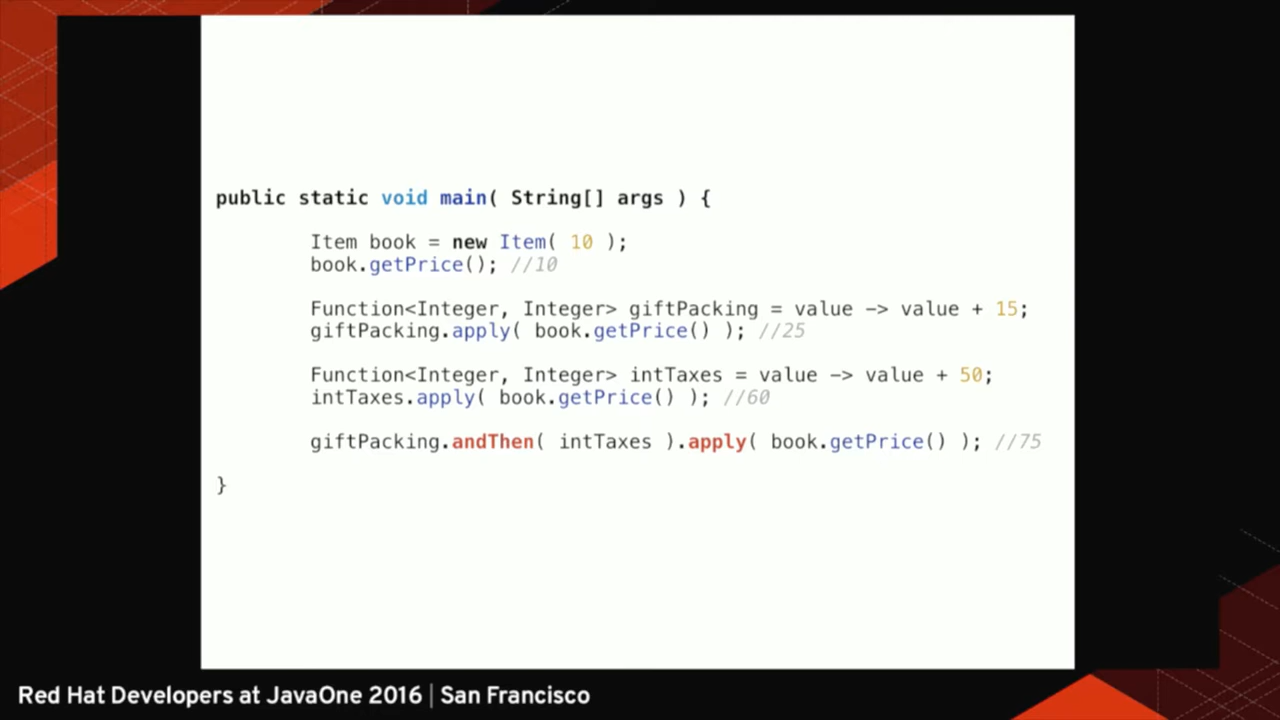 public static void main( String[] args ) {
Item book = new Item( 10 );
book.getPrice(); //10
Function<Integer, Integer> giftPacking = value -> value + 15;
giftPacking.apply( book.getPrice() ); //25
Function<Integer, Integer> intTaxes = value -> value + 50;
intTaxes.apply( book.getPrice() ); //60
giftPacking.andThen( intTaxes ).apply( book.getPrice() ); //75
}
Red Hat Developers at JavaOne 2016 | San Francisco